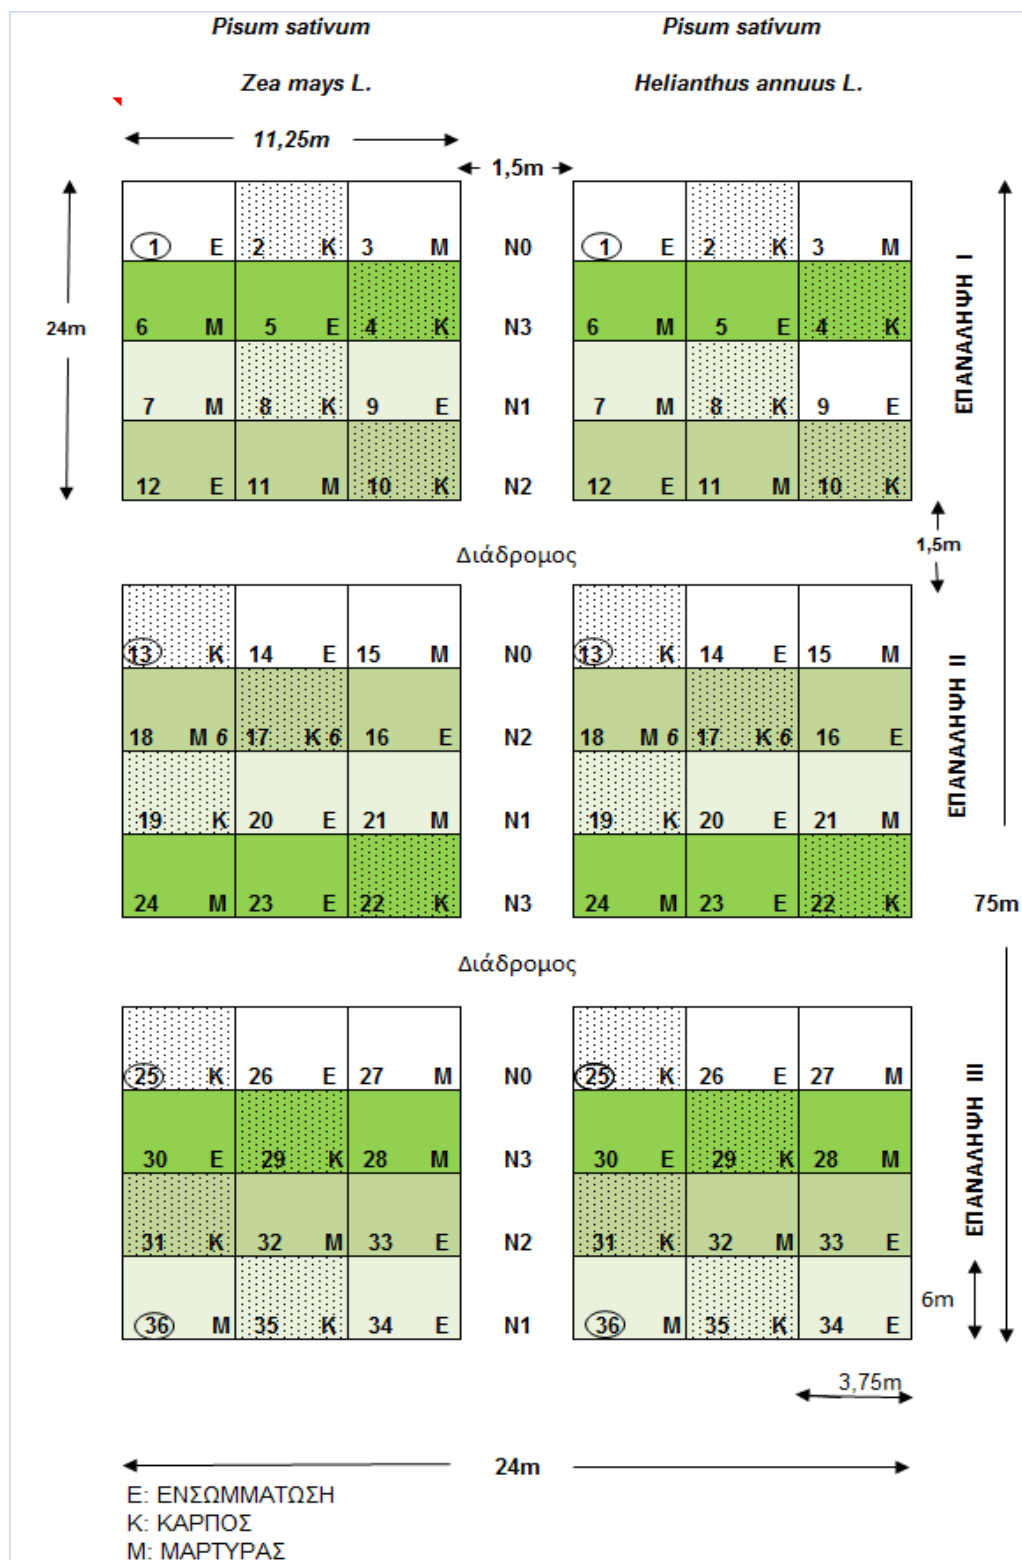 Pisum sativum Pisum sativum
Zea mays L. Helianthus annuus L.
11,25m
1,5m
1 E 2 K 3 M N0 1 E 2 K 3 M
6 M 5 E 4 K N3 6 M 5 E 4 K
24m
7 M 8 K 9 E N1 7 M 8 K 9 E
12 E 11 M 10 K N2 12 E 11 M 10 K
ΕΠΑΝΑΛΗΨΗ Ι
Διάδρομος
1,5m
13 K 14 E 15 M N0 13 K 14 E 15 M
18 M 6 17 K 6 16 E N2 18 M 6 17 K 6 16 E
19 K 20 E 21 M N1 19 K 20 E 21 M
24 M 23 E 22 K N3 24 M 23 E 22 K
ΕΠΑΝΑΛΗΨΗ ΙΙ
75m
Διάδρομος
25 K 26 E 27 M N0 25 K 26 E 27 M
30 E 29 K 28 M N3 30 E 29 K 28 M
31 K 32 M 33 E N2 31 K 32 M 33 E
36 M 35 K 34 E N1 36 M 35 K 34 E
ΕΠΑΝΑΛΗΨΗ ΙΙΙ
6m
3,75m
24m
Ε: ΕΝΣΩΜΜΑΤΩΣΗ
Κ: ΚΑΡΠΟΣ
Μ: ΜΑΡΤΥΡΑΣ